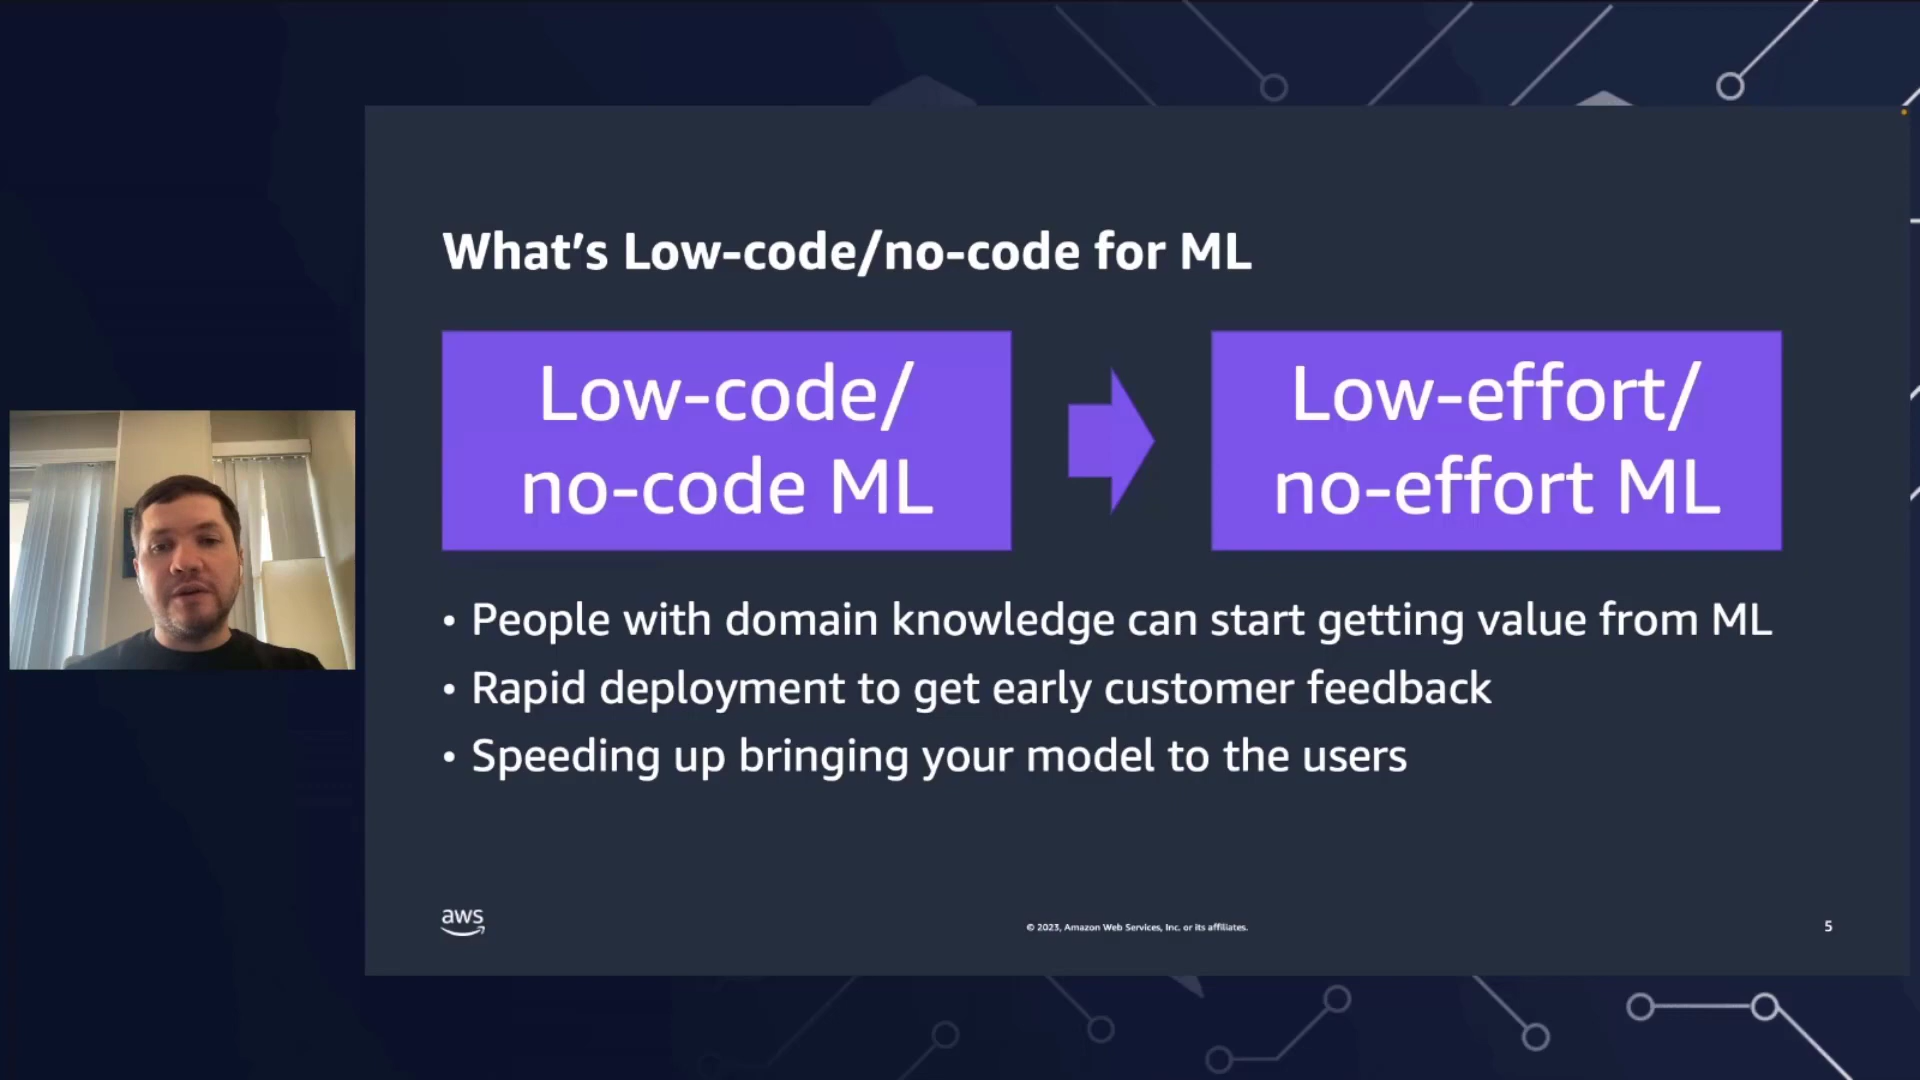 What’s Low-code/no-code for ML
Low-code/
no-code ML
Low-effort/
no-effort ML
• People with domain knowledge can start getting value from ML
• Rapid deployment to get early customer feedback
• Speeding up bringing your model to the users
aws
© 2023, Amazon Web Services, Inc. or its affiliates.
5